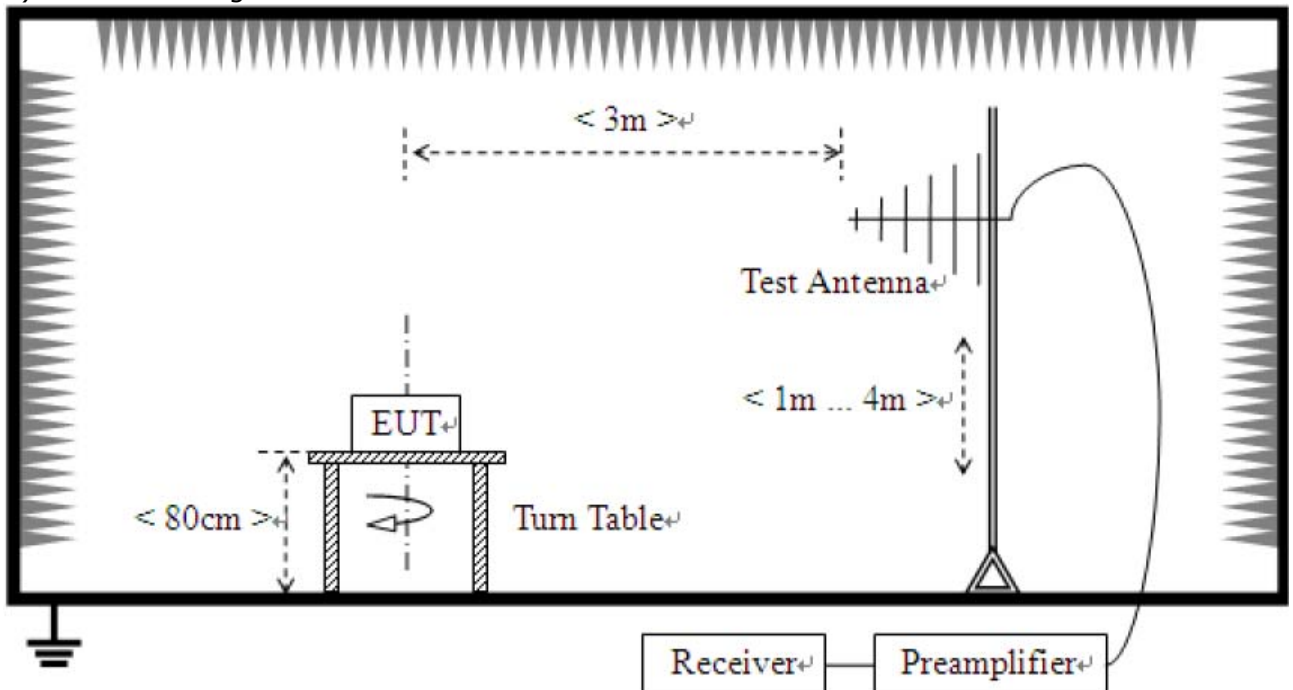 < 3m >↵
Test Antenna↵
< 1m ... 4m >↵
EUT↵
< 80cm >↵
Turn Table↵
Receiver↵
Preamplifier↵